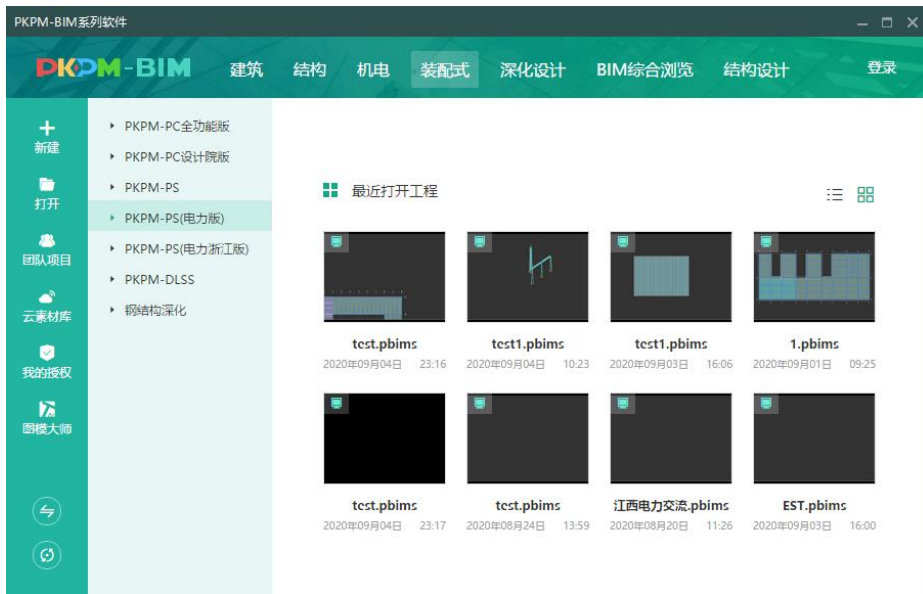 PKPM-BIM系列软件
PKPM-BIM 建筑 结构 机电 装配式 深化设计 BIM综合浏览 结构设计 登录
新建
打开
团队项目
云素材库
我的授权
图模大师
PKPM-PC全功能版
PKPM-PC设计院版
PKPM-PS
PKPM-PS(电力版)
PKPM-PS(电力浙江版)
PKPM-DLSS
钢结构深化
最近打开工程
test.pbims test1.pbims test1.pbims 1.pbims
2020年09月04日 23:16 2020年09月04日 10:23 2020年09月03日 16:06 2020年09月01日 09:25
test.pbims test.pbims 江西电力交流.pbims EST.pbims
2020年09月04日 23:17 2020年08月24日 13:59 2020年08月20日 11:26 2020年09月03日 16:00